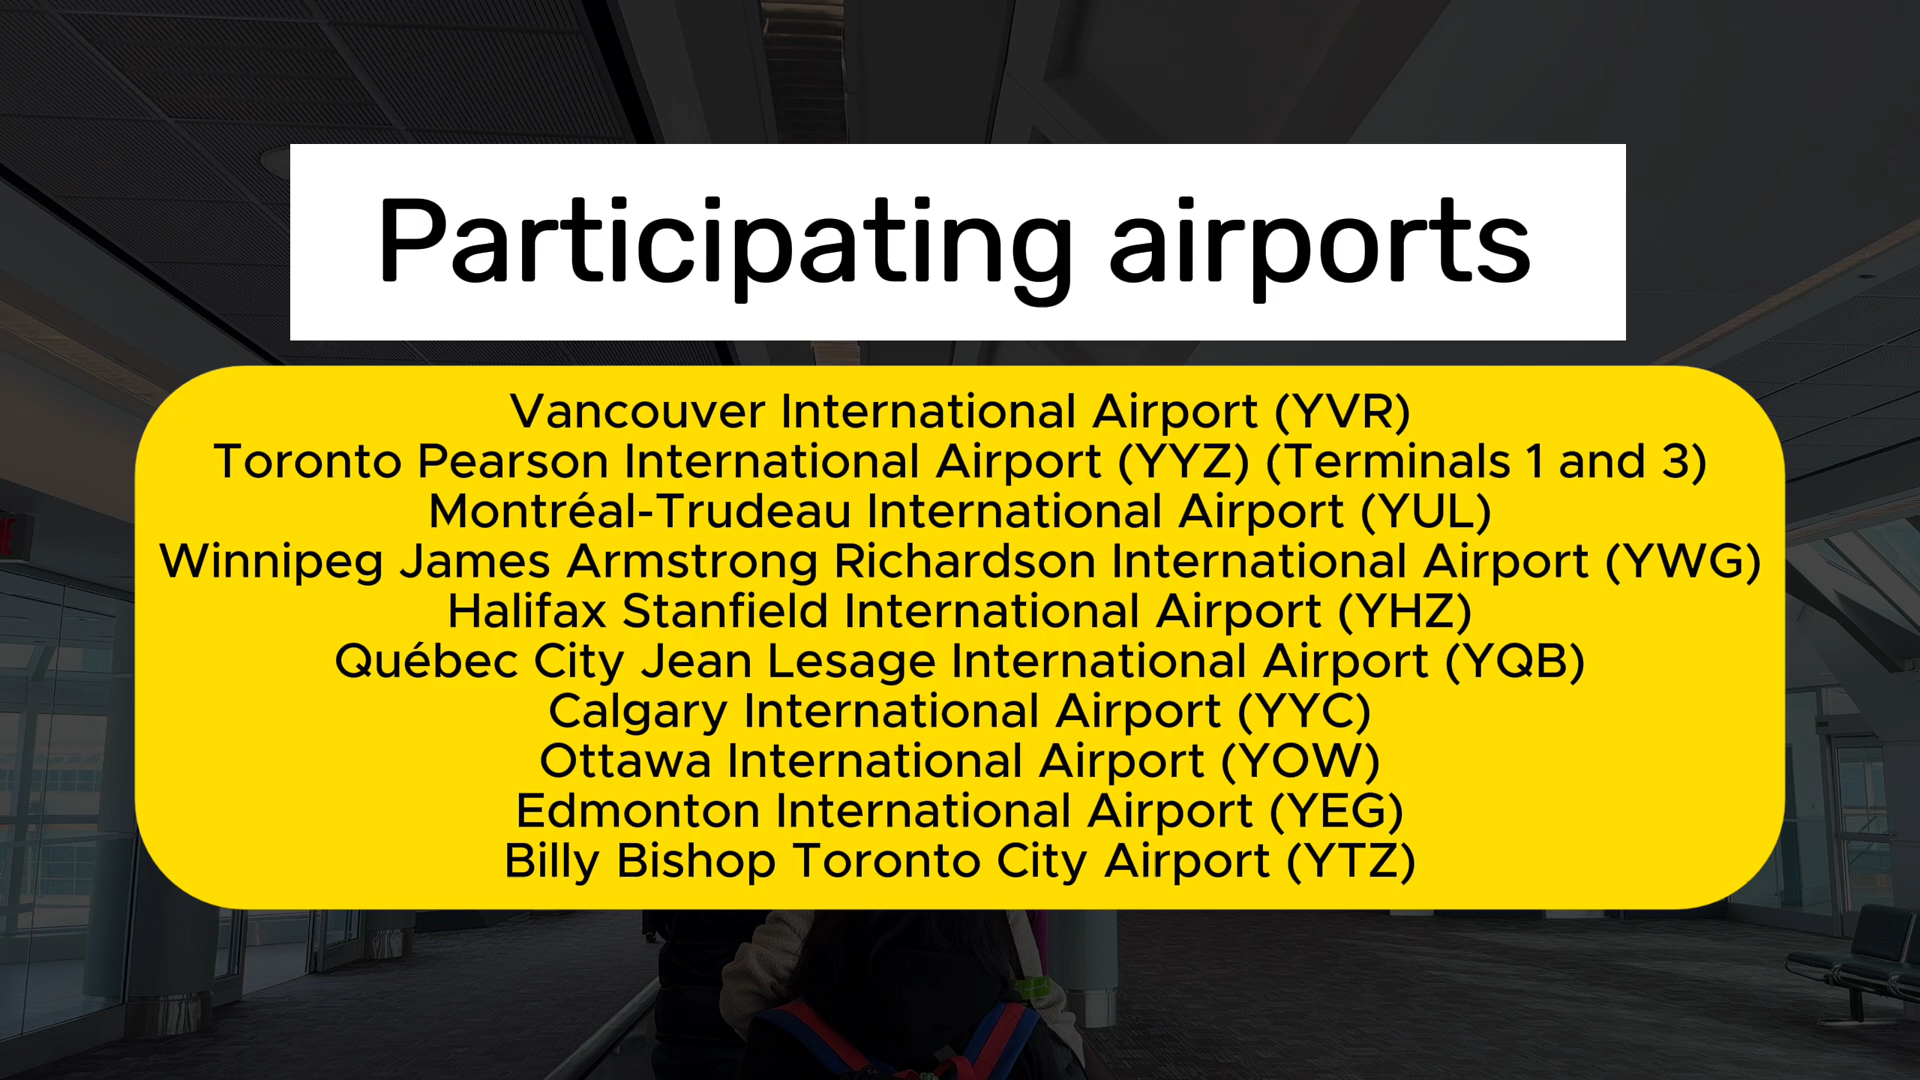 Participating airports
Vancouver International Airport (YVR)
Toronto Pearson International Airport (YYZ) (Terminals 1 and 3)
Montréal-Trudeau International Airport (YUL)
Winnipeg James Armstrong Richardson International Airport (YWG)
Halifax Stanfield International Airport (YHZ)
Québec City Jean Lesage International Airport (YQB)
Calgary International Airport (YYC)
Ottawa International Airport (YOW)
Edmonton International Airport (YEG)
Billy Bishop Toronto City Airport (YTZ)